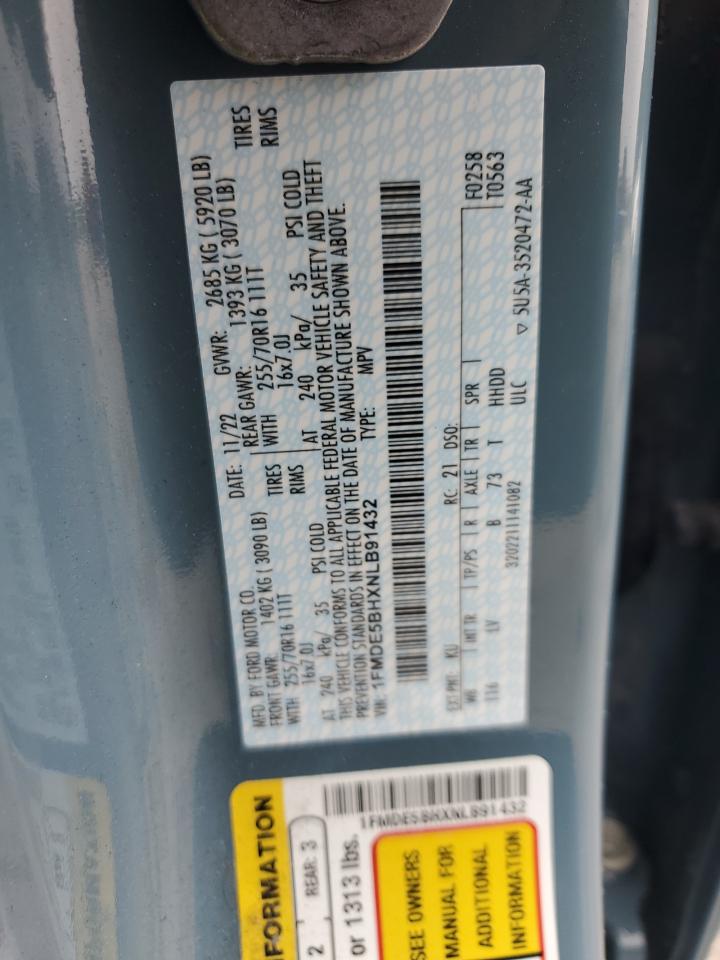 MFD. BY FORD MOTOR CO.
DATE: 11/22 GVWR: 2685 KG ( 5920 LB)
FRONT GAWR: 1402 KG ( 3090 LB) REAR GAWR: 1393 KG ( 3070 LB)
WITH 255/70R16 111T TIRES WITH 255/70R16 111T TIRES
16x7.0J RIMS 16x7.0J RIMS
AT 240 kPa/ 35 PSI COLD AT 240 kPa/ 35 PSI COLD
THIS VEHICLE CONFORMS TO ALL APPLICABLE FEDERAL MOTOR VEHICLE SAFETY AND THEFT
PREVENTION STANDARDS IN EFFECT ON THE DATE OF MANUFACTURE SHOWN ABOVE.
VIN: 1FMDE5BHXNLB91432 TYPE: MPV
EXT PNT: KU RC: 21 DSO: F0258
WB INT TR TP/PS R AXLE TR SPR T0563
116 LV B 73 T HHDD
3202211141082 ULC ▽ 5U5A-3520472-AA
FORMATION
2 REAR: 3
or 1313 lbs.
1FMDE5BHXNLB91432
SEE OWNERS
MANUAL FOR
ADDITIONAL
INFORMATION